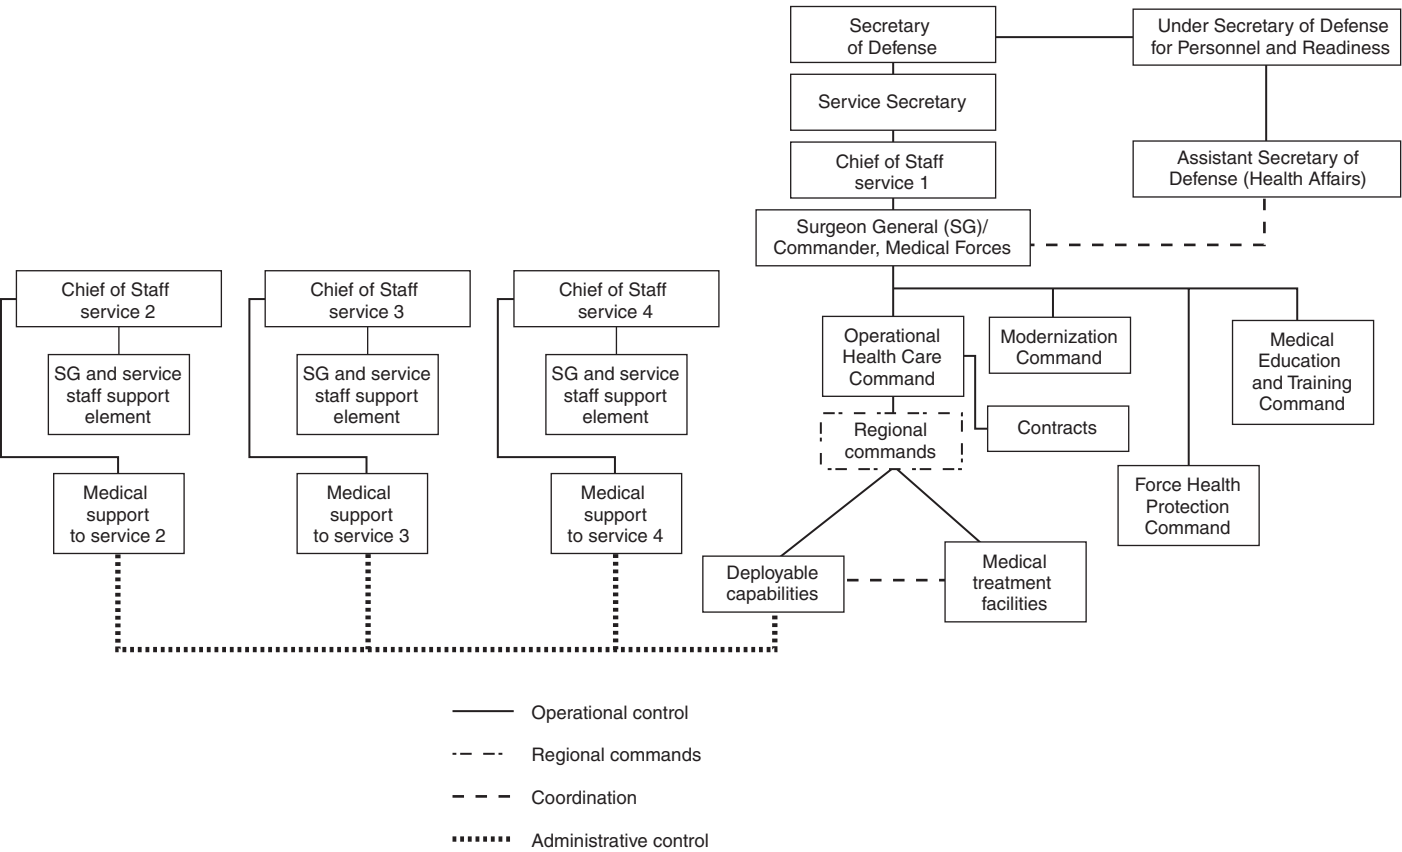 Secretary
of Defense
Under Secretary of Defense
for Personnel and Readiness
Service Secretary
Chief of Staff
service 1
Assistant Secretary of
Defense (Health Affairs)
Surgeon General (SG)/
Commander, Medical Forces
Chief of Staff
service 2
Chief of Staff
service 3
Chief of Staff
service 4
SG and service
staff support
element
SG and service
staff support
element
SG and service
staff support
element
Operational
Health Care
Command
Modernization
Command
Medical
Education
and Training
Command
Contracts
Regional
commands
Medical
support
to service 2
Medical
support
to service 3
Medical
support
to service 4
Force Health
Protection
Command
Deployable
capabilities
Medical
treatment
facilities
Operational control
Regional commands
Coordination
Administrative control